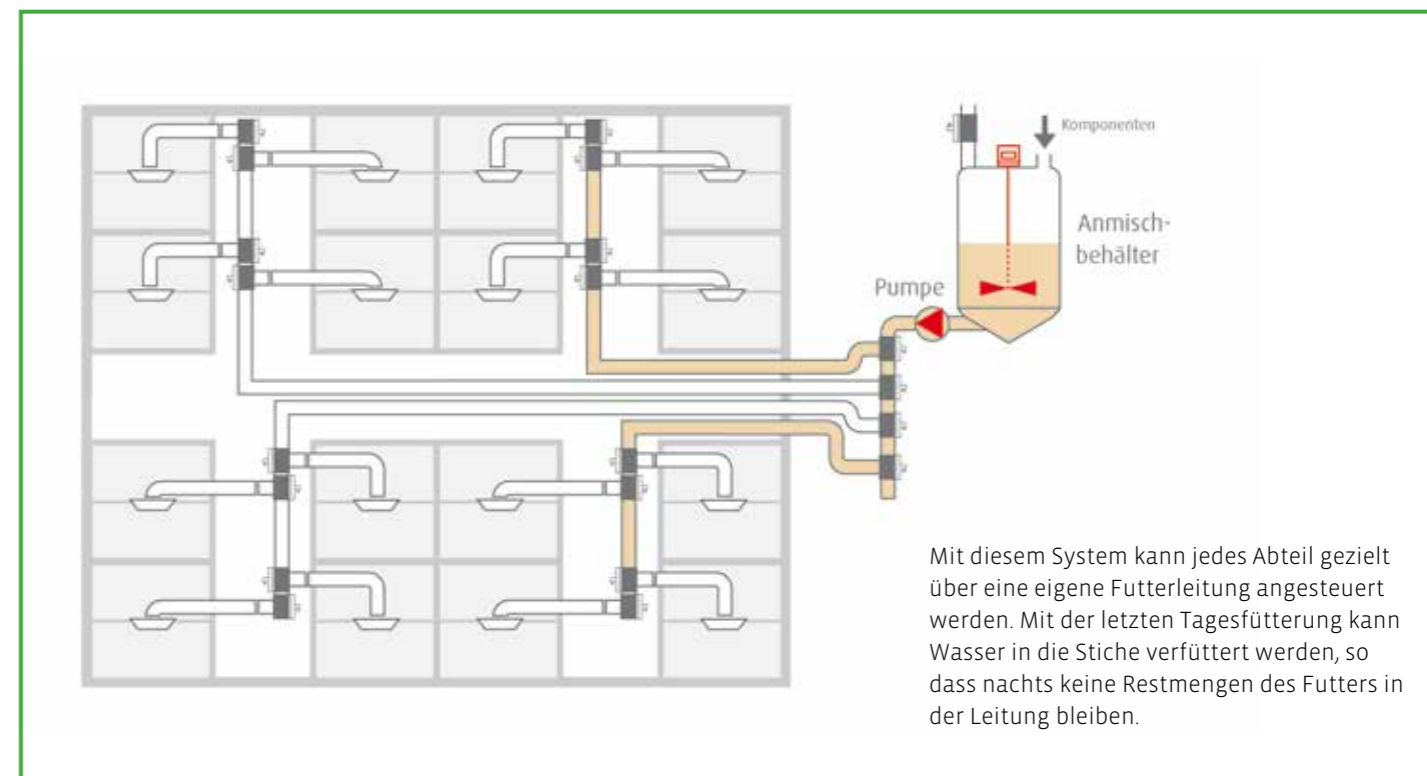 Komponenten
Anmisch-
behälter
Pumpe
Mit diesem System kann jedes Abteil gezielt
über eine eigene Futterleitung angesteuert
werden. Mit der letzten Tagesfütterung kann
Wasser in die Stiche verfüttert werden, so
dass nachts keine Restmengen des Futters in
der Leitung bleiben.